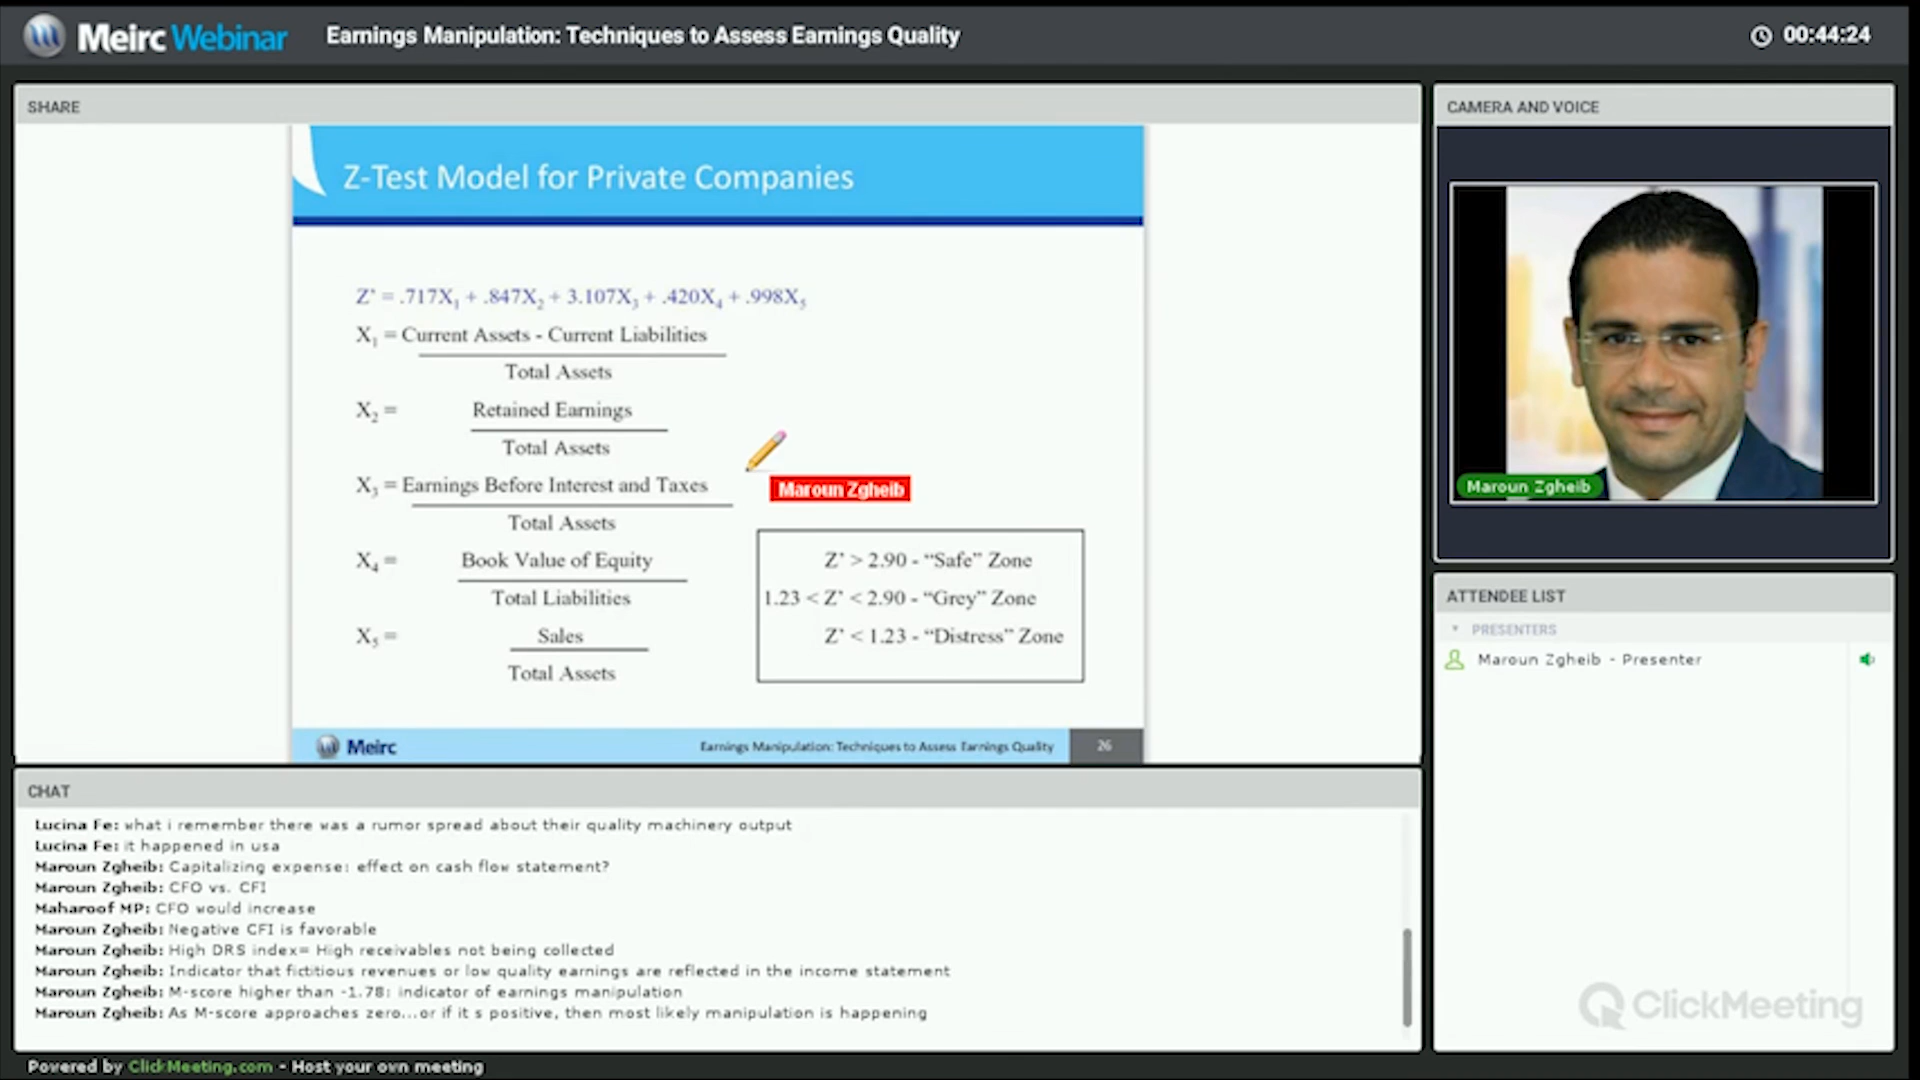 Meirc Webinar
Earnings Manipulation: Techniques to Assess Earnings Quality
00:44:24
SHARE
Z-Test Model for Private Companies
Z' = .717X1 + .847X2 + 3.107X3 + .420X4 + .998X5
X1 = Current Assets - Current Liabilities
Total Assets
X2 = Retained Earnings
Total Assets
X3 = Earnings Before Interest and Taxes
Total Assets
X4 = Book Value of Equity
Total Liabilities
X5 = Sales
Total Assets
Maroun Zgheib
Z' > 2.90 - “Safe” Zone
1.23 < Z' < 2.90 - “Grey” Zone
Z' < 1.23 - “Distress” Zone
Meirc
Earnings Manipulation: Techniques to Assess Earnings Quality
26
CAMERA AND VOICE
Maroun Zgheib
ATTENDEE LIST
PRESENTERS
Maroun Zgheib - Presenter
CHAT
Lucina Fe: what i remember there was a rumor spread about their quality machinery output
Lucina Fe: it happened in usa
Maroun Zgheib: Capitalizing expense: effect on cash flow statement?
Maroun Zgheib: CFO vs. CFI
Maharoof MP: CFO would increase
Maroun Zgheib: Negative CFI is favorable
Maroun Zgheib: High DRS index= High receivables not being collected
Maroun Zgheib: Indicator that fictitious revenues or low quality earnings are reflected in the income statement
Maroun Zgheib: M-score higher than -1.78: indicator of earnings manipulation
Maroun Zgheib: As M-score approaches zero...or if it s positive, then most likely manipulation is happening
ClickMeeting
Powered by ClickMeeting.com - Host your own meeting